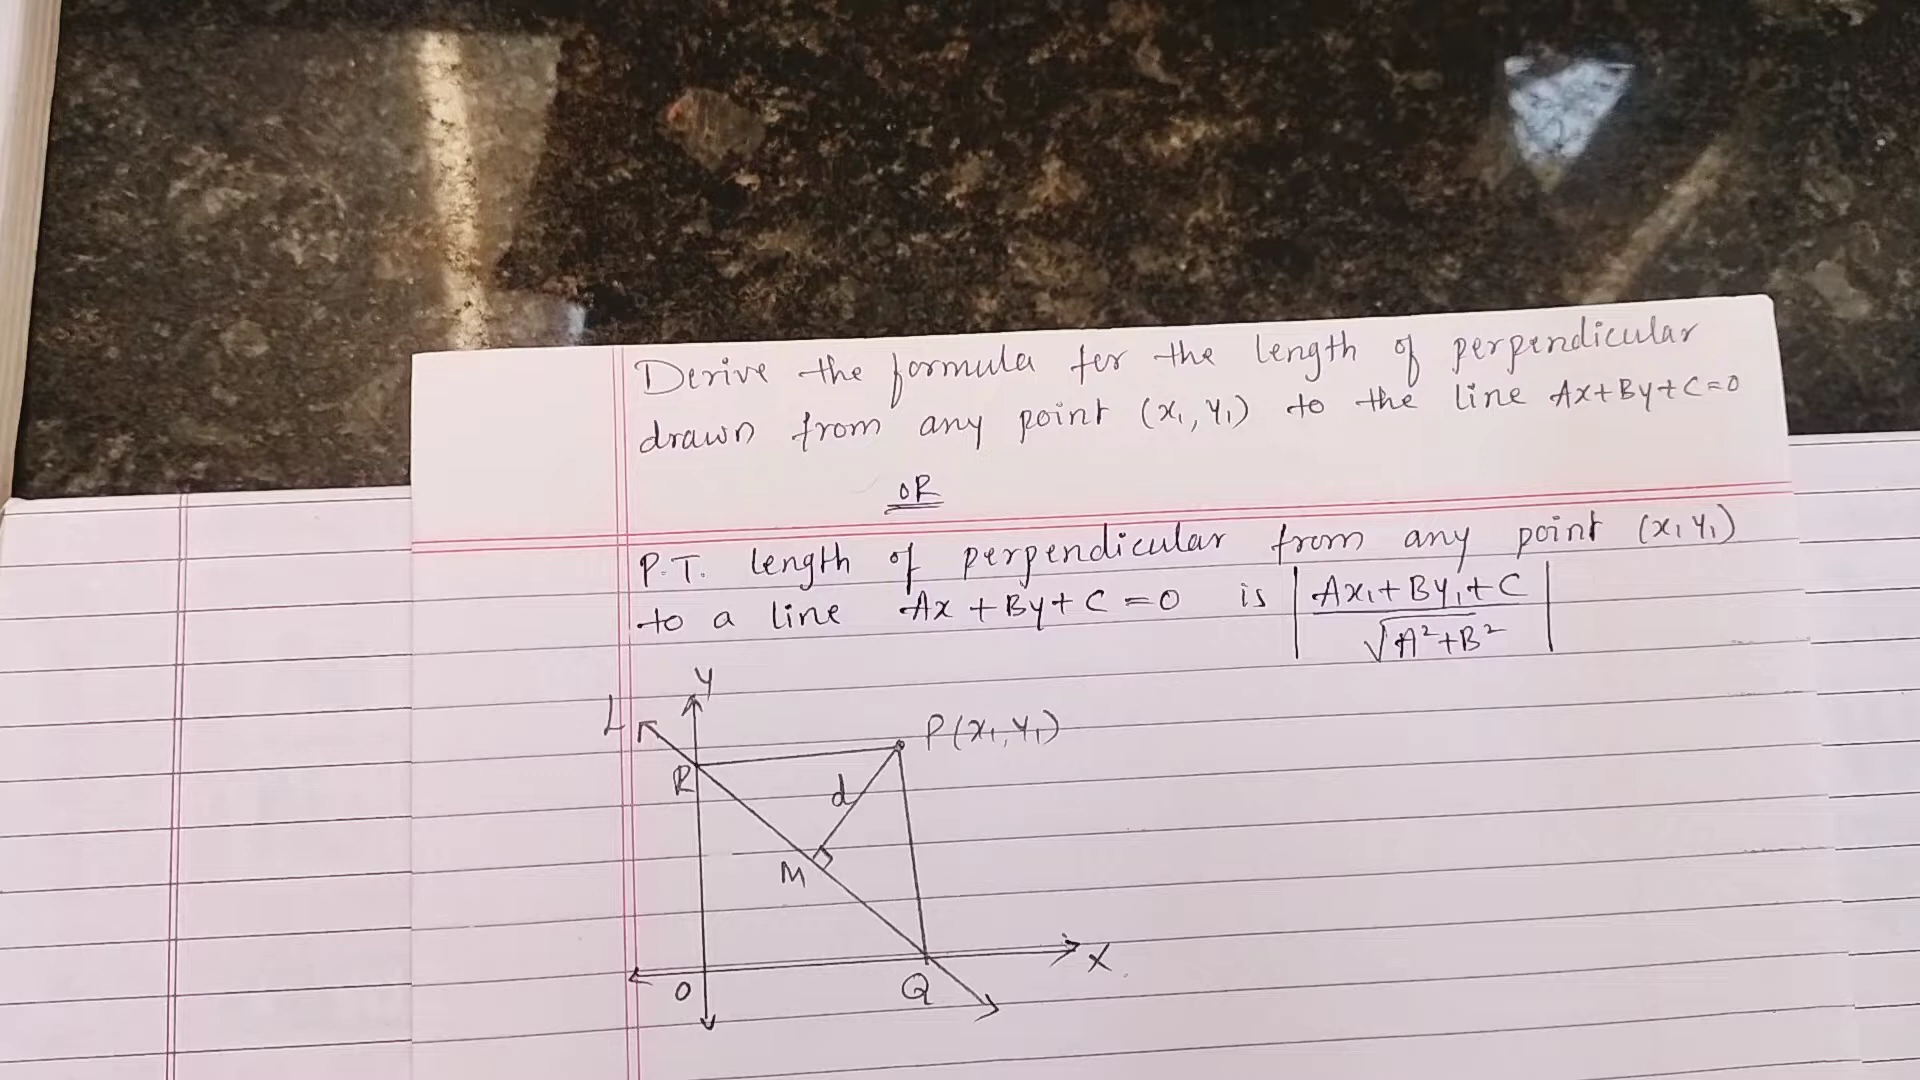 Derive the formula for the length of perpendicular
drawn from any point (x₁, y₁) to the line Ax+By+C=0
OR
P.T. length of perpendicular from any point (x₁ y₁)
to a line Ax+By+C=0 is |Ax₁+By₁+C / √A²+B²|
Y
L
P(x₁, y₁)
R
d
M
X
O
Q